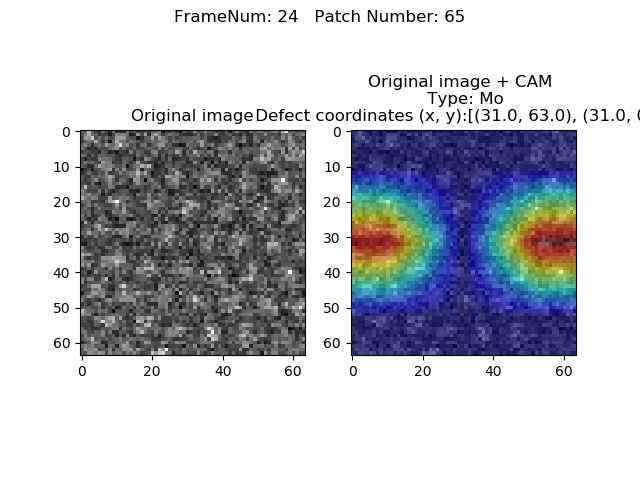 FrameNum: 24   Patch Number: 65
Original image + CAM
Type: Mo
Original image
Defect coordinates (x, y):[(31.0, 63.0), (31.0, 0
0
10
20
30
40
50
60
0 20 40 60
0
10
20
30
40
50
60
0 20 40 60